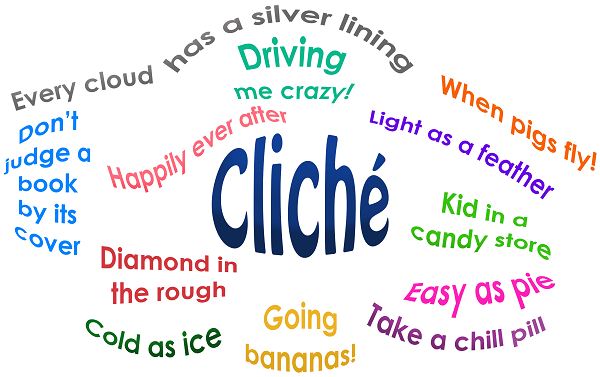 Every cloud has a silver lining
Driving
me crazy!
When pigs fly!
Don't
judge a
book
by its
cover
Happily ever after
Light as a feather
Cliché
Kid in a
candy store
Diamond in
the rough
Easy as pie
Cold as ice
Going
bananas!
Take a chill pill